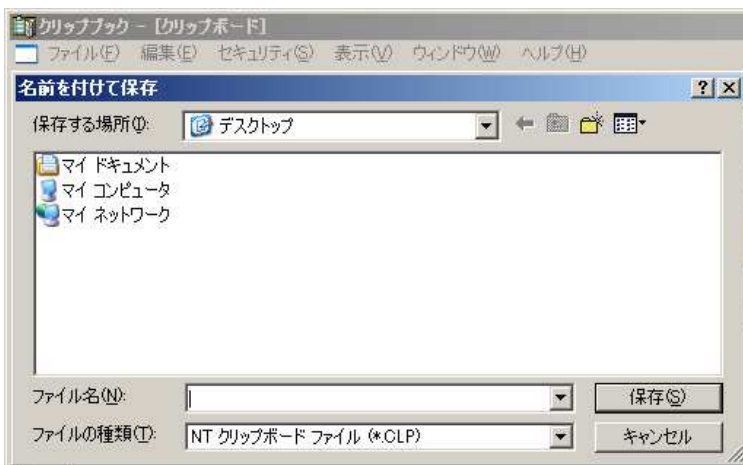 クリップブック - [クリップボード]
ファイル(F) 編集(E) セキュリティ(S) 表示(V) ウィンドウ(W) ヘルプ(H)
名前を付けて保存
保存する場所(I): デスクトップ
マイ ドキュメント
マイ コンピュータ
マイ ネットワーク
ファイル名(N): 保存(S)
ファイルの種類(T): NT クリップボード ファイル (*.CLP) キャンセル